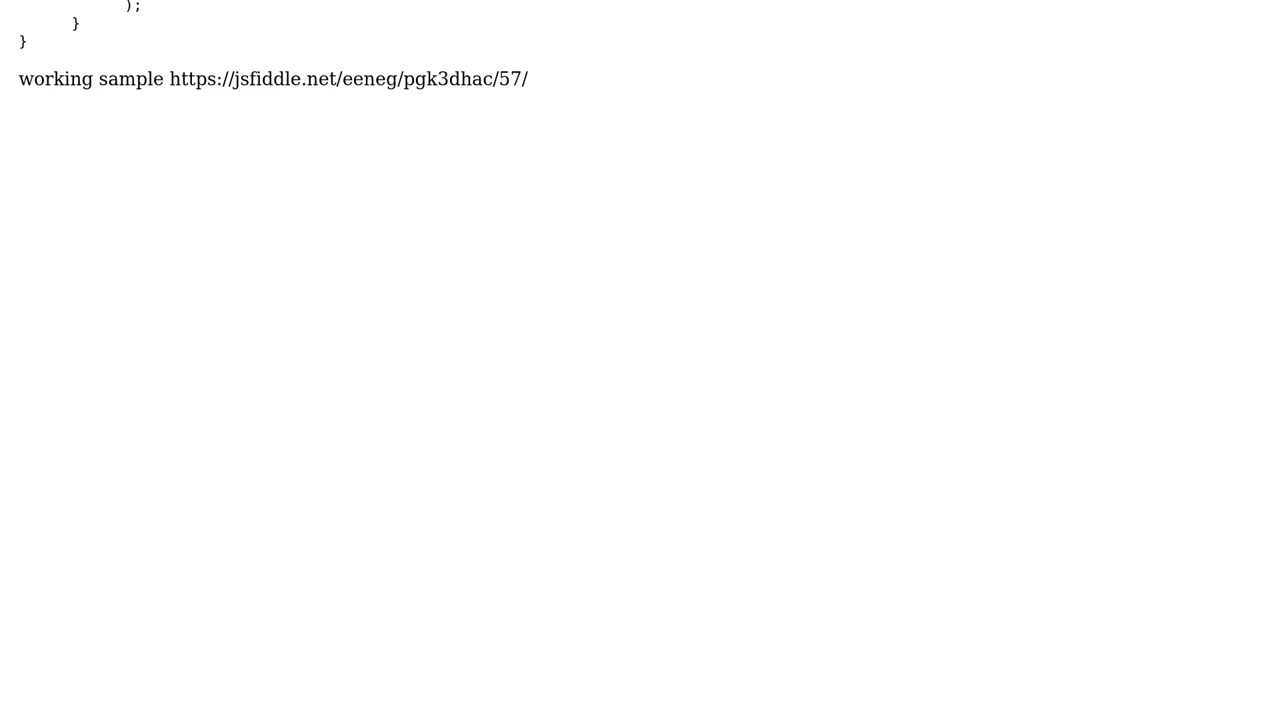 );
}
}
working sample https://jsfiddle.net/eeneg/pgk3dhac/57/